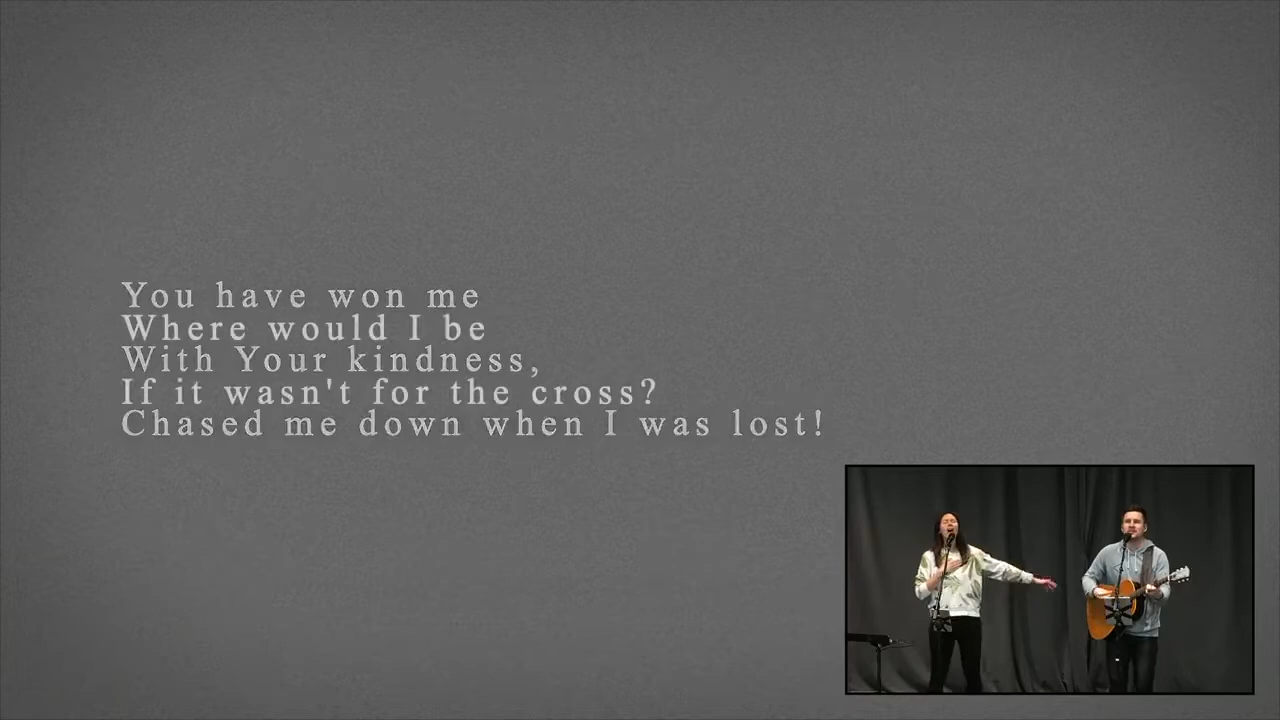 You have won me
Where would I be
With Your kindness,
If it wasn't for the cross?
Chased me down when I was lost!